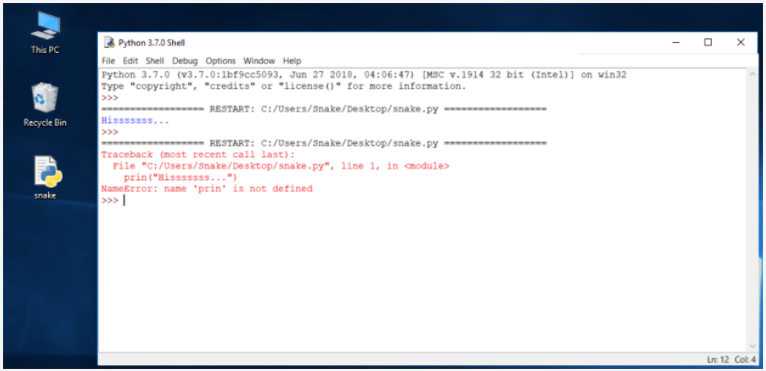 This PC
Recycle Bin
snake
Python 3.7.0 Shell
File Edit Shell Debug Options Window Help
Python 3.7.0 (v3.7.0:1bf9cc5093, Jun 27 2018, 04:06:47) [MSC v.1914 32 bit (Intel)] on win32
Type "copyright", "credits" or "license()" for more information.
>>>
=================== RESTART: C:/Users/Snake/Desktop/snake.py ===================
Hisssssss...
>>>
=================== RESTART: C:/Users/Snake/Desktop/snake.py ===================
Traceback (most recent call last):
  File "C:/Users/Snake/Desktop/snake.py", line 1, in <module>
    prin("Hisssssss...")
NameError: name 'prin' is not defined
>>>
Ln: 12 Col: 4